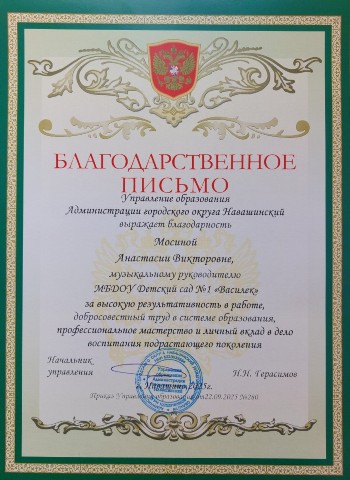 БЛАГОДАРСТВЕННОЕ
ПИСЬМО
Управление образования
Администрации городского округа Навашинский
выражает благодарность
Мосиной
Анастасии Викторовне,
музыкальному руководителю
МБДОУ Детский сад №1 «Василек»
за высокую результативность в работе,
добросовестный труд в системе образования,
профессиональное мастерство и личный вклад в дело
воспитания подрастающего поколения
Начальник
управления
И.Н. Герасимов
2025г.
Приказ Управления образования от 22.09.2025 №260